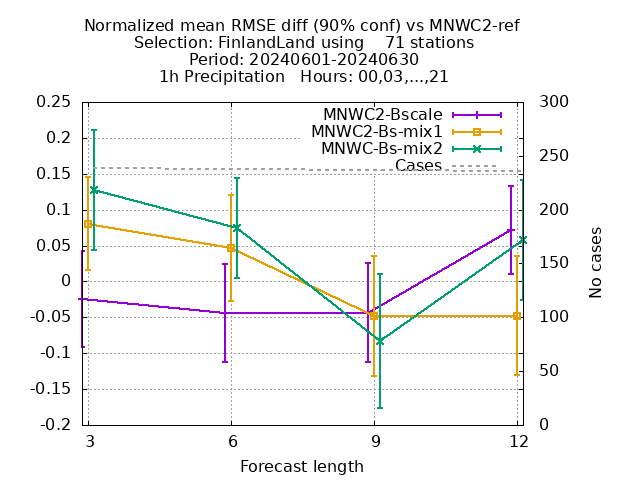 Normalized mean RMSE diff (90% conf) vs MNWC2-ref
Selection: FinlandLand using    71 stations
Period: 20240601-20240630
1h Precipitation   Hours: 00,03,...,21
MNWC2-Bscale
MNWC2-Bs-mix1
MNWC-Bs-mix2
Cases
0.25
0.2
0.15
0.1
0.05
0
-0.05
-0.1
-0.15
-0.2
300
250
200
150
100
50
0
No cases
3 6 9 12
Forecast length